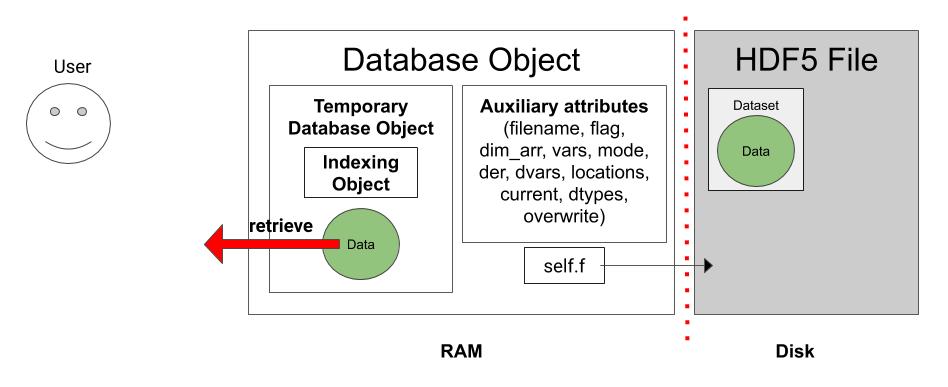 User
Database Object
HDF5 File
Temporary
Database Object
Indexing
Object
Data
retrieve
Auxiliary attributes
(filename, flag,
dim_arr, vars, mode,
der, dvars, locations,
current, dtypes,
overwrite)
self.f
Dataset
Data
RAM
Disk